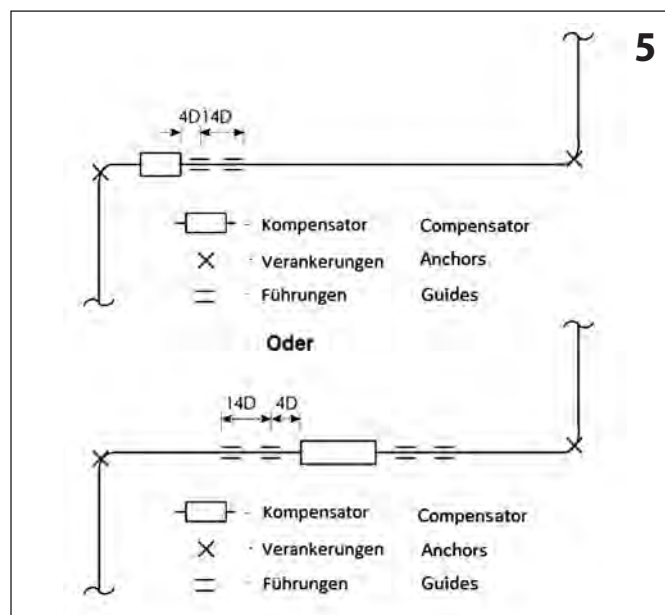 5
4D 14D
Kompensator Compensator
Verankerungen Anchors
Führungen Guides
Oder
14D 4D
Kompensator Compensator
Verankerungen Anchors
Führungen Guides